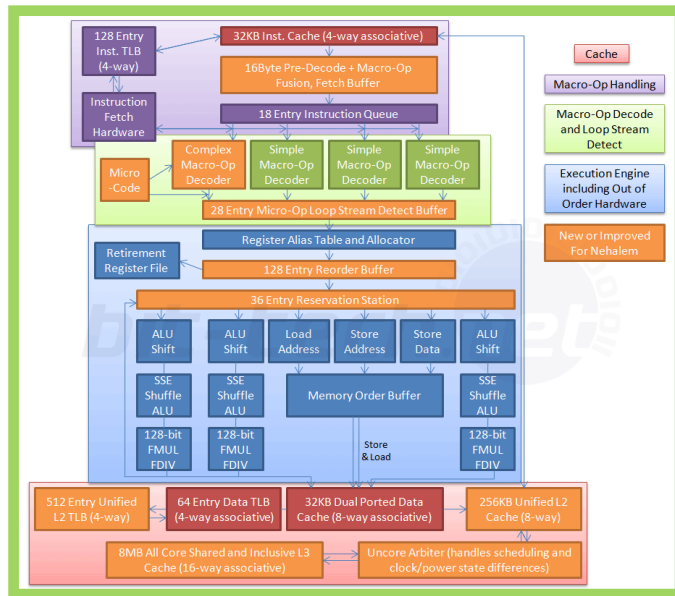 128 Entry
Inst. TLB
(4-way)
32KB Inst. Cache (4-way associative)
16Byte Pre-Decode + Macro-Op
Fusion, Fetch Buffer
Instruction
Fetch
Hardware
18 Entry Instruction Queue
Micro
-Code
Complex
Macro-Op
Decoder
Simple
Macro-Op
Decoder
Simple
Macro-Op
Decoder
Simple
Macro-Op
Decoder
28 Entry Micro-Op Loop Stream Detect Buffer
Register Alias Table and Allocator
Retirement
Register File
128 Entry Reorder Buffer
36 Entry Reservation Station
ALU
Shift
ALU
Shift
Load
Address
Store
Address
Store
Data
ALU
Shift
SSE
Shuffle
ALU
SSE
Shuffle
ALU
Memory Order Buffer
SSE
Shuffle
ALU
128-bit
FMUL
FDIV
128-bit
FMUL
FDIV
Store
& Load
128-bit
FMUL
FDIV
512 Entry Unified
L2 TLB (4-way)
64 Entry Data TLB
(4-way associative)
32KB Dual Ported Data
Cache (8-way associative)
256KB Unified L2
Cache (8-way)
8MB All Core Shared and Inclusive L3
Cache (16-way associative)
Uncore Arbiter (handles scheduling and
clock/power state differences)
Cache
Macro-Op Handling
Macro-Op Decode
and Loop Stream
Detect
Execution Engine
including Out of
Order Hardware
New or Improved
For Nehalem